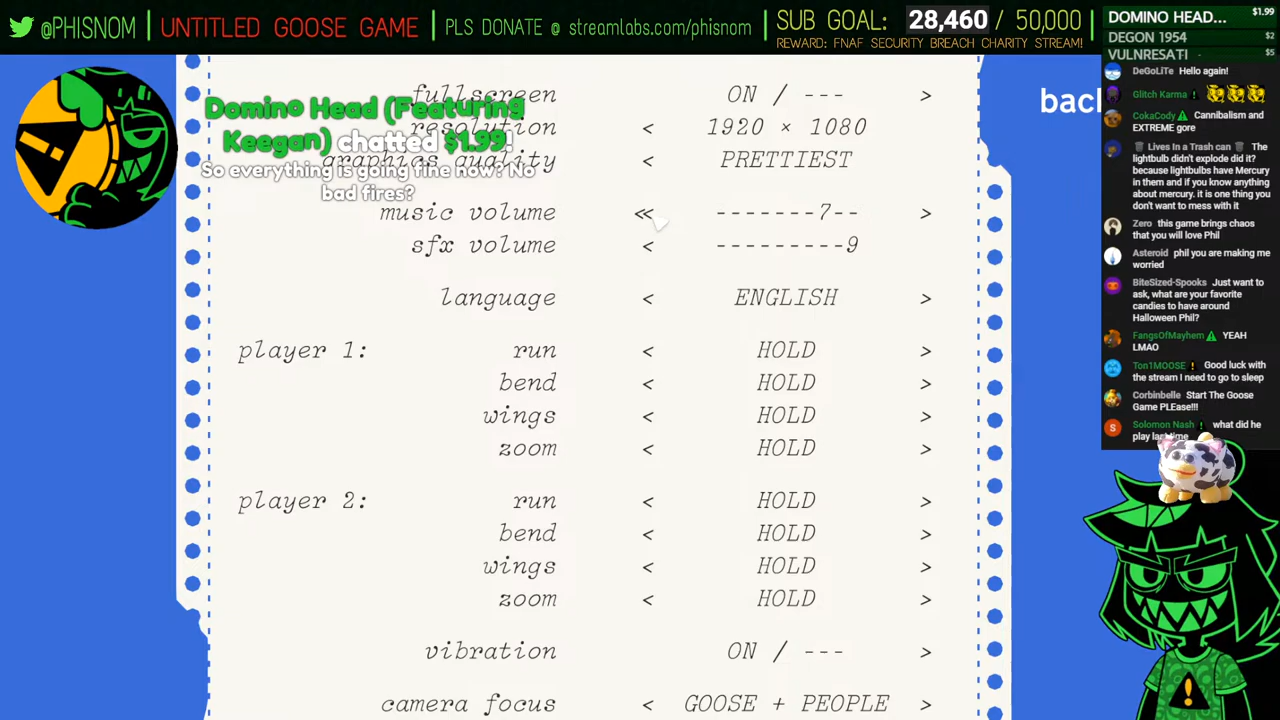 @PHISNOM
UNTITLED GOOSE GAME
PLS DONATE @ streamlabs.com/phisnom
SUB GOAL: 28,460 / 50,000
REWARD: FNAF SECURITY BREACH CHARITY STREAM!
DOMINO HEAD... $1.99
DEGON 1954 $2
VULNRESATI $5
fullscreen ON / --- >
resolution < 1920 × 1080
graphics quality < PRETTIEST
music volume << -------7-- >
sfx volume < ---------9
language < ENGLISH >
player 1: run < HOLD >
bend < HOLD >
wings < HOLD >
zoom < HOLD >
player 2: run < HOLD >
bend < HOLD >
wings < HOLD >
zoom < HOLD >
vibration ON / --- >
camera focus < GOOSE + PEOPLE >
Domino Head (Featuring
Keegan) chatted $1.99:
So everything is going fine now? No
bad fires?
back
DeGoLiTe Hello again!
Glitch Karma
CokaCody Cannibalism and
EXTREME gore
Lives In a Trash can The
lightbulb didn't explode did it?
because lightbulbs have Mercury
in them and if you know anything
about mercury. it is one thing you
don't want to mess with it
Zero this game brings chaos
that you will love Phil
Asteroid phil you are making me
worried
BiteSized-Spooks Just want to
ask, what are your favorite
candies to have around
Halloween Phil?
FangsOfMayhem YEAH
LMAO
Ton1MOOSE Good luck with
the stream I need to go to sleep
Corbinbelle Start The Goose
Game PLEase!!!
S Solomon Nash what did he
play last time